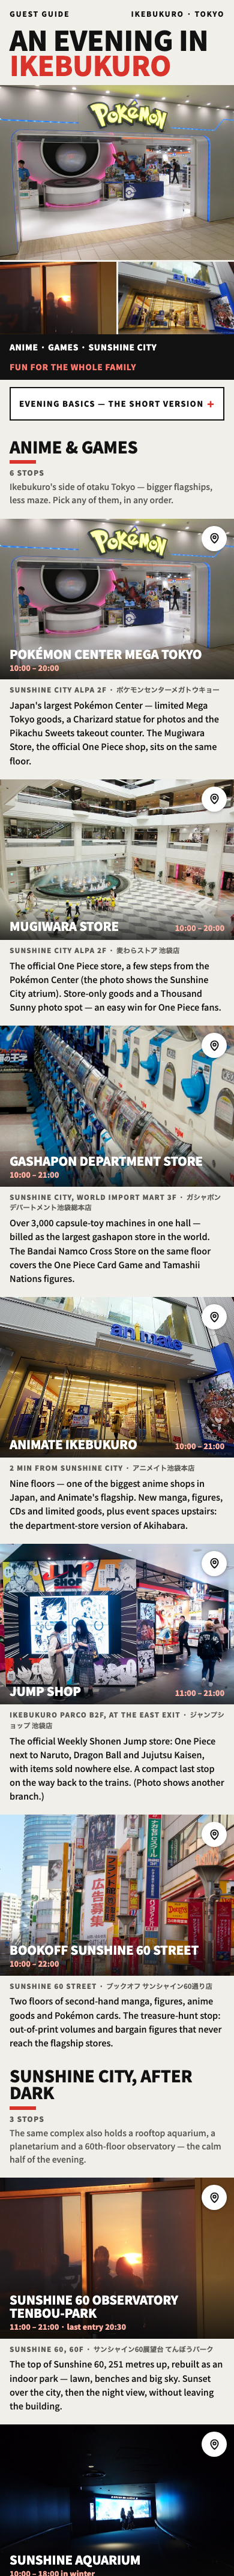 GUEST GUIDE
IKEBUKURO · TOKYO
AN EVENING IN
IKEBUKURO
Pokémon
ANIME · GAMES · SUNSHINE CITY
FUN FOR THE WHOLE FAMILY
EVENING BASICS — THE SHORT VERSION +
ANIME & GAMES
6 STOPS
Ikebukuro's side of otaku Tokyo — bigger flagships,
less maze. Pick any of them, in any order.
Pokémon
POKÉMON CENTER MEGA TOKYO
10:00 – 20:00
SUNSHINE CITY ALPA 2F · ポケモンセンターメガトウキョー
Japan's largest Pokémon Center — limited Mega
Tokyo goods, a Charizard statue for photos and the
Pikachu Sweets takeout counter. The Mugiwara
Store, the official One Piece shop, sits on the same
floor.
MUGIWARA STORE
10:00 – 20:00
SUNSHINE CITY ALPA 2F · 麦わらストア 池袋店
The official One Piece store, a few steps from the
Pokémon Center (the photo shows the Sunshine
City atrium). Store-only goods and a Thousand
Sunny photo spot — an easy win for One Piece fans.
GASHAPON DEPARTMENT STORE
10:00 – 21:00
SUNSHINE CITY, WORLD IMPORT MART 3F · ガシャポン
デパートメント池袋総本店
Over 3,000 capsule-toy machines in one hall —
billed as the largest gashapon store in the world.
The Bandai Namco Cross Store on the same floor
covers the One Piece Card Game and Tamashii
Nations figures.
animate
ANIMATE IKEBUKURO
10:00 – 21:00
2 MIN FROM SUNSHINE CITY · アニメイト池袋本店
Nine floors — one of the biggest anime shops in
Japan, and Animate's flagship. New manga, figures,
CDs and limited goods, plus event spaces upstairs:
the department-store version of Akihabara.
JUMP
SHOP
JUMP SHOP
11:00 – 21:00
IKEBUKURO PARCO B2F, AT THE EAST EXIT · ジャンプシ
ョップ 池袋店
The official Weekly Shonen Jump store: One Piece
next to Naruto, Dragon Ball and Jujutsu Kaisen,
with items sold nowhere else. A compact last stop
on the way back to the trains. (Photo shows another
branch.)
広告募集
BOOKOFF SUNSHINE 60 STREET
10:00 – 22:00
SUNSHINE 60 STREET · ブックオフ サンシャイン60通り店
Two floors of second-hand manga, figures, anime
goods and Pokémon cards. The treasure-hunt stop:
out-of-print volumes and bargain figures that never
reach the flagship stores.
SUNSHINE CITY, AFTER
DARK
3 STOPS
The same complex also holds a rooftop aquarium, a
planetarium and a 60th-floor observatory — the calm
half of the evening.
SUNSHINE 60 OBSERVATORY
TENBOU-PARK
11:00 – 21:00 · last entry 20:30
SUNSHINE 60, 60F · サンシャイン60展望台 てんぼうパーク
The top of Sunshine 60, 251 metres up, rebuilt as an
indoor park — lawn, benches and big sky. Sunset
over the city, then the night view, without leaving
the building.
SUNSHINE AQUARIUM
10:00 – 18:00 in winter